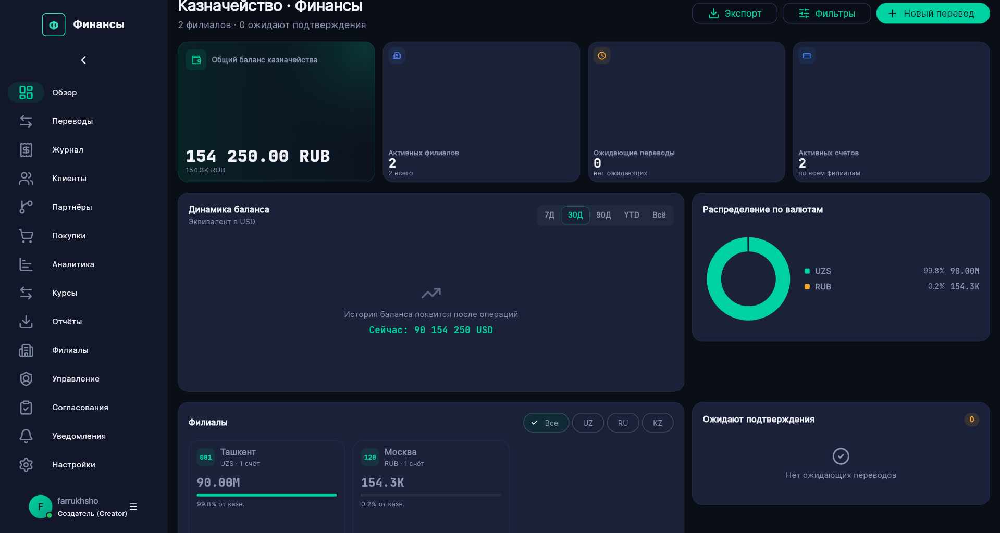 Ф Финансы
Обзор
Переводы
Журнал
Клиенты
Партнёры
Покупки
Аналитика
Курсы
Отчёты
Филиалы
Управление
Согласования
Уведомления
Настройки
F
farrukhsho
Создатель (Creator)
Казначейство · Финансы
2 филиалов · 0 ожидают подтверждения
Экспорт
Фильтры
Новый перевод
Общий баланс казначейства
154 250.00 RUB
154.3K RUB
Активных филиалов
2
2 всего
Ожидающие переводы
0
нет ожидающих
Активных счетов
2
по всем филиалам
Динамика баланса
Эквивалент в USD
7Д 30Д 90Д YTD Всё
История баланса появится после операций
Сейчас: 90 154 250 USD
Распределение по валютам
UZS 99.8% 90.00M
RUB 0.2% 154.3K
Филиалы
Все UZ RU KZ
001
Ташкент
UZS · 1 счёт
90.00M
99.8% от казн.
120
Москва
RUB · 1 счёт
154.3K
0.2% от казн.
Ожидают подтверждения
0
Нет ожидающих переводов